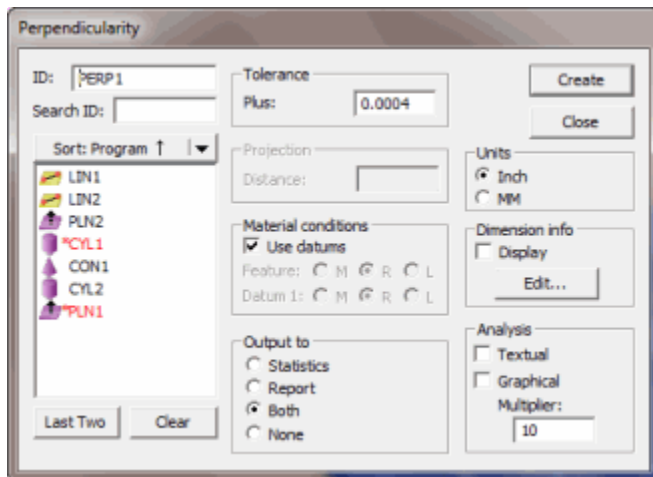 Perpendicularity
ID: PERP1
Search ID:
Sort: Program ↑
LIN1
LIN2
PLN2
*CYL1
CON1
CYL2
*PLN1
Last Two Clear
Tolerance
Plus: 0.0004
Projection
Distance:
Material conditions
Use datums
Feature: M R L
Datum 1: M R L
Output to
Statistics
Report
Both
None
Create
Close
Units
Inch
MM
Dimension info
Display
Edit...
Analysis
Textual
Graphical
Multiplier:
10